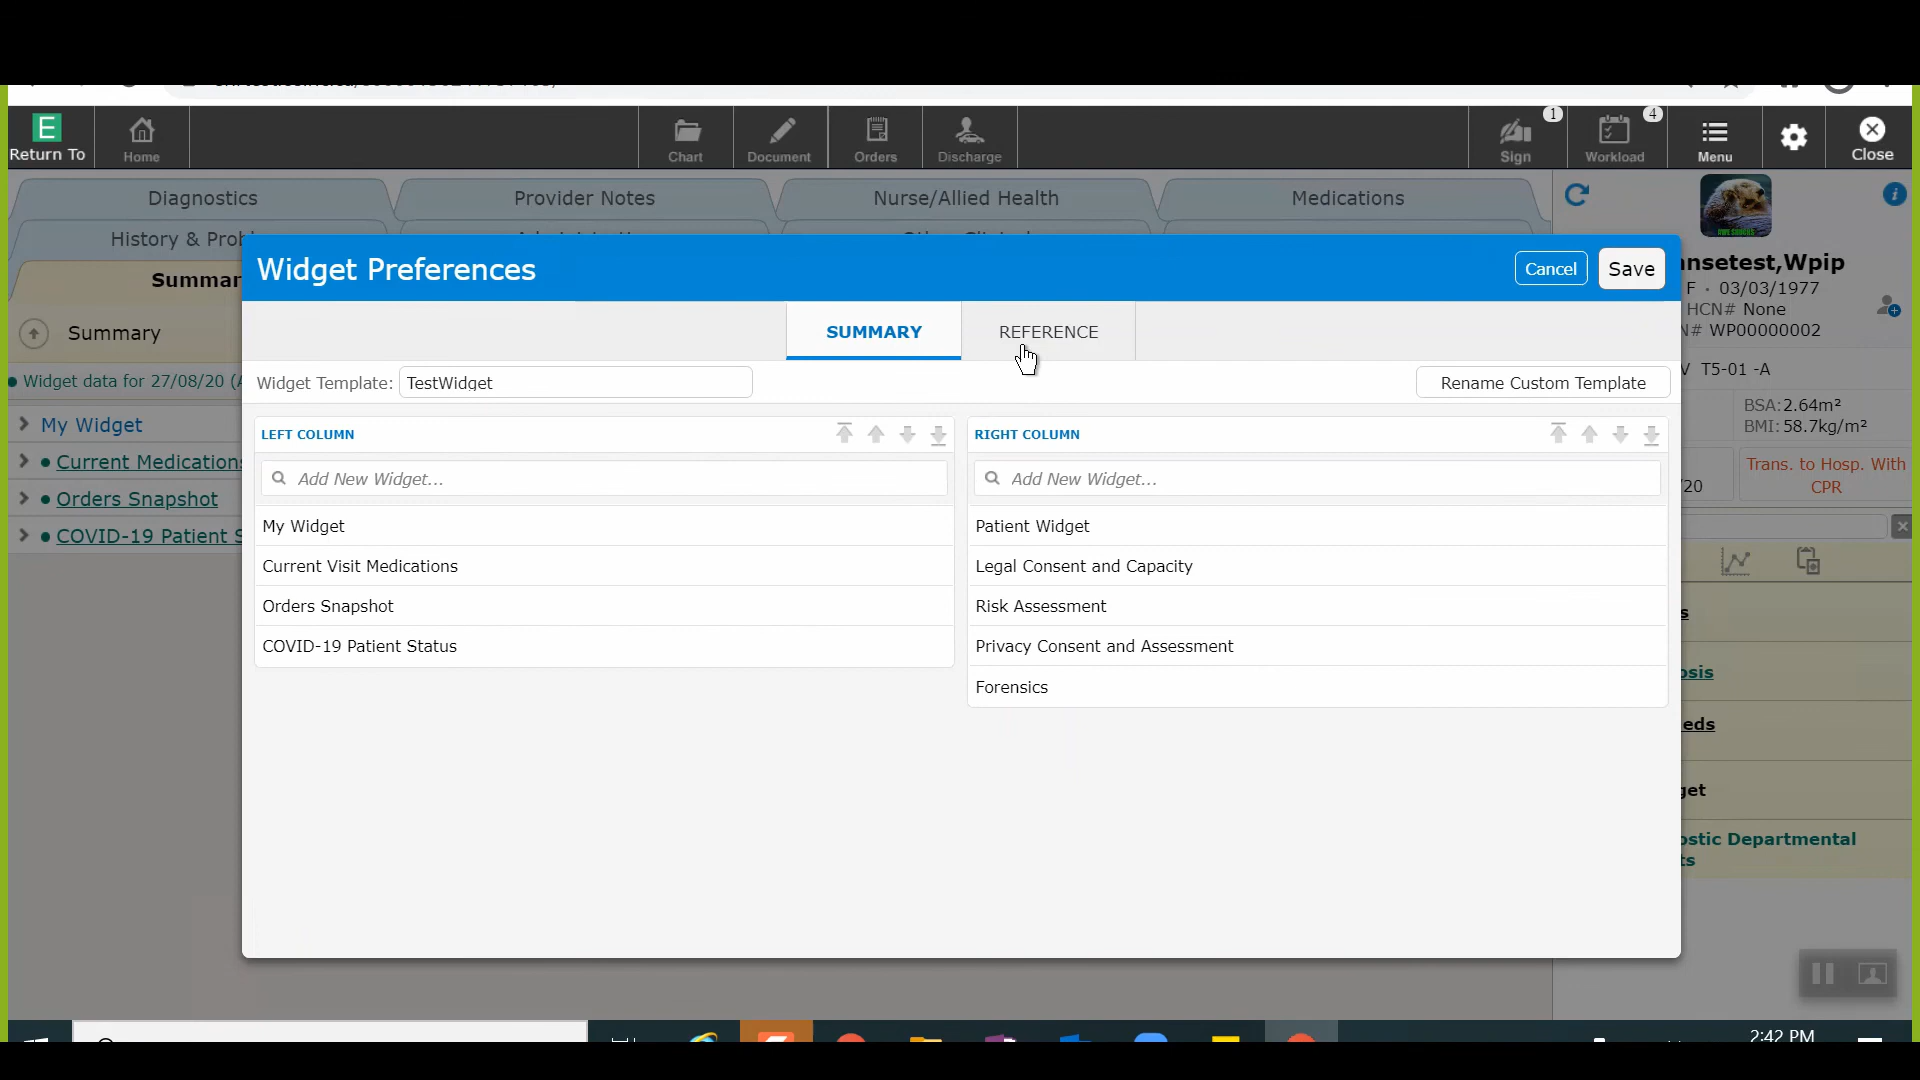 E
Return To
Home
Chart
Document
Orders
Discharge
1
Sign
4
Workload
Menu
Close
Diagnostics
Provider Notes
Nurse/Allied Health
Medications
History &
Summar
Summary
Widget data for 27/08/20
My Widget
Current Medications
Orders Snapshot
COVID-19 Patient S
Widget Preferences
Cancel
Save
SUMMARY
REFERENCE
Widget Template:
TestWidget
Rename Custom Template
LEFT COLUMN
Add New Widget...
My Widget
Current Visit Medications
Orders Snapshot
COVID-19 Patient Status
RIGHT COLUMN
Add New Widget...
Patient Widget
Legal Consent and Capacity
Risk Assessment
Privacy Consent and Assessment
Forensics
nsetest,Wpip
F · 03/03/1977
HCN# None
N# WP00000002
V T5-01 -A
BSA:2.64m²
BMI:58.7kg/m²
/20
Trans. to Hosp. With
CPR
s
osis
eds
get
ostic Departmental
ts
2:42 PM